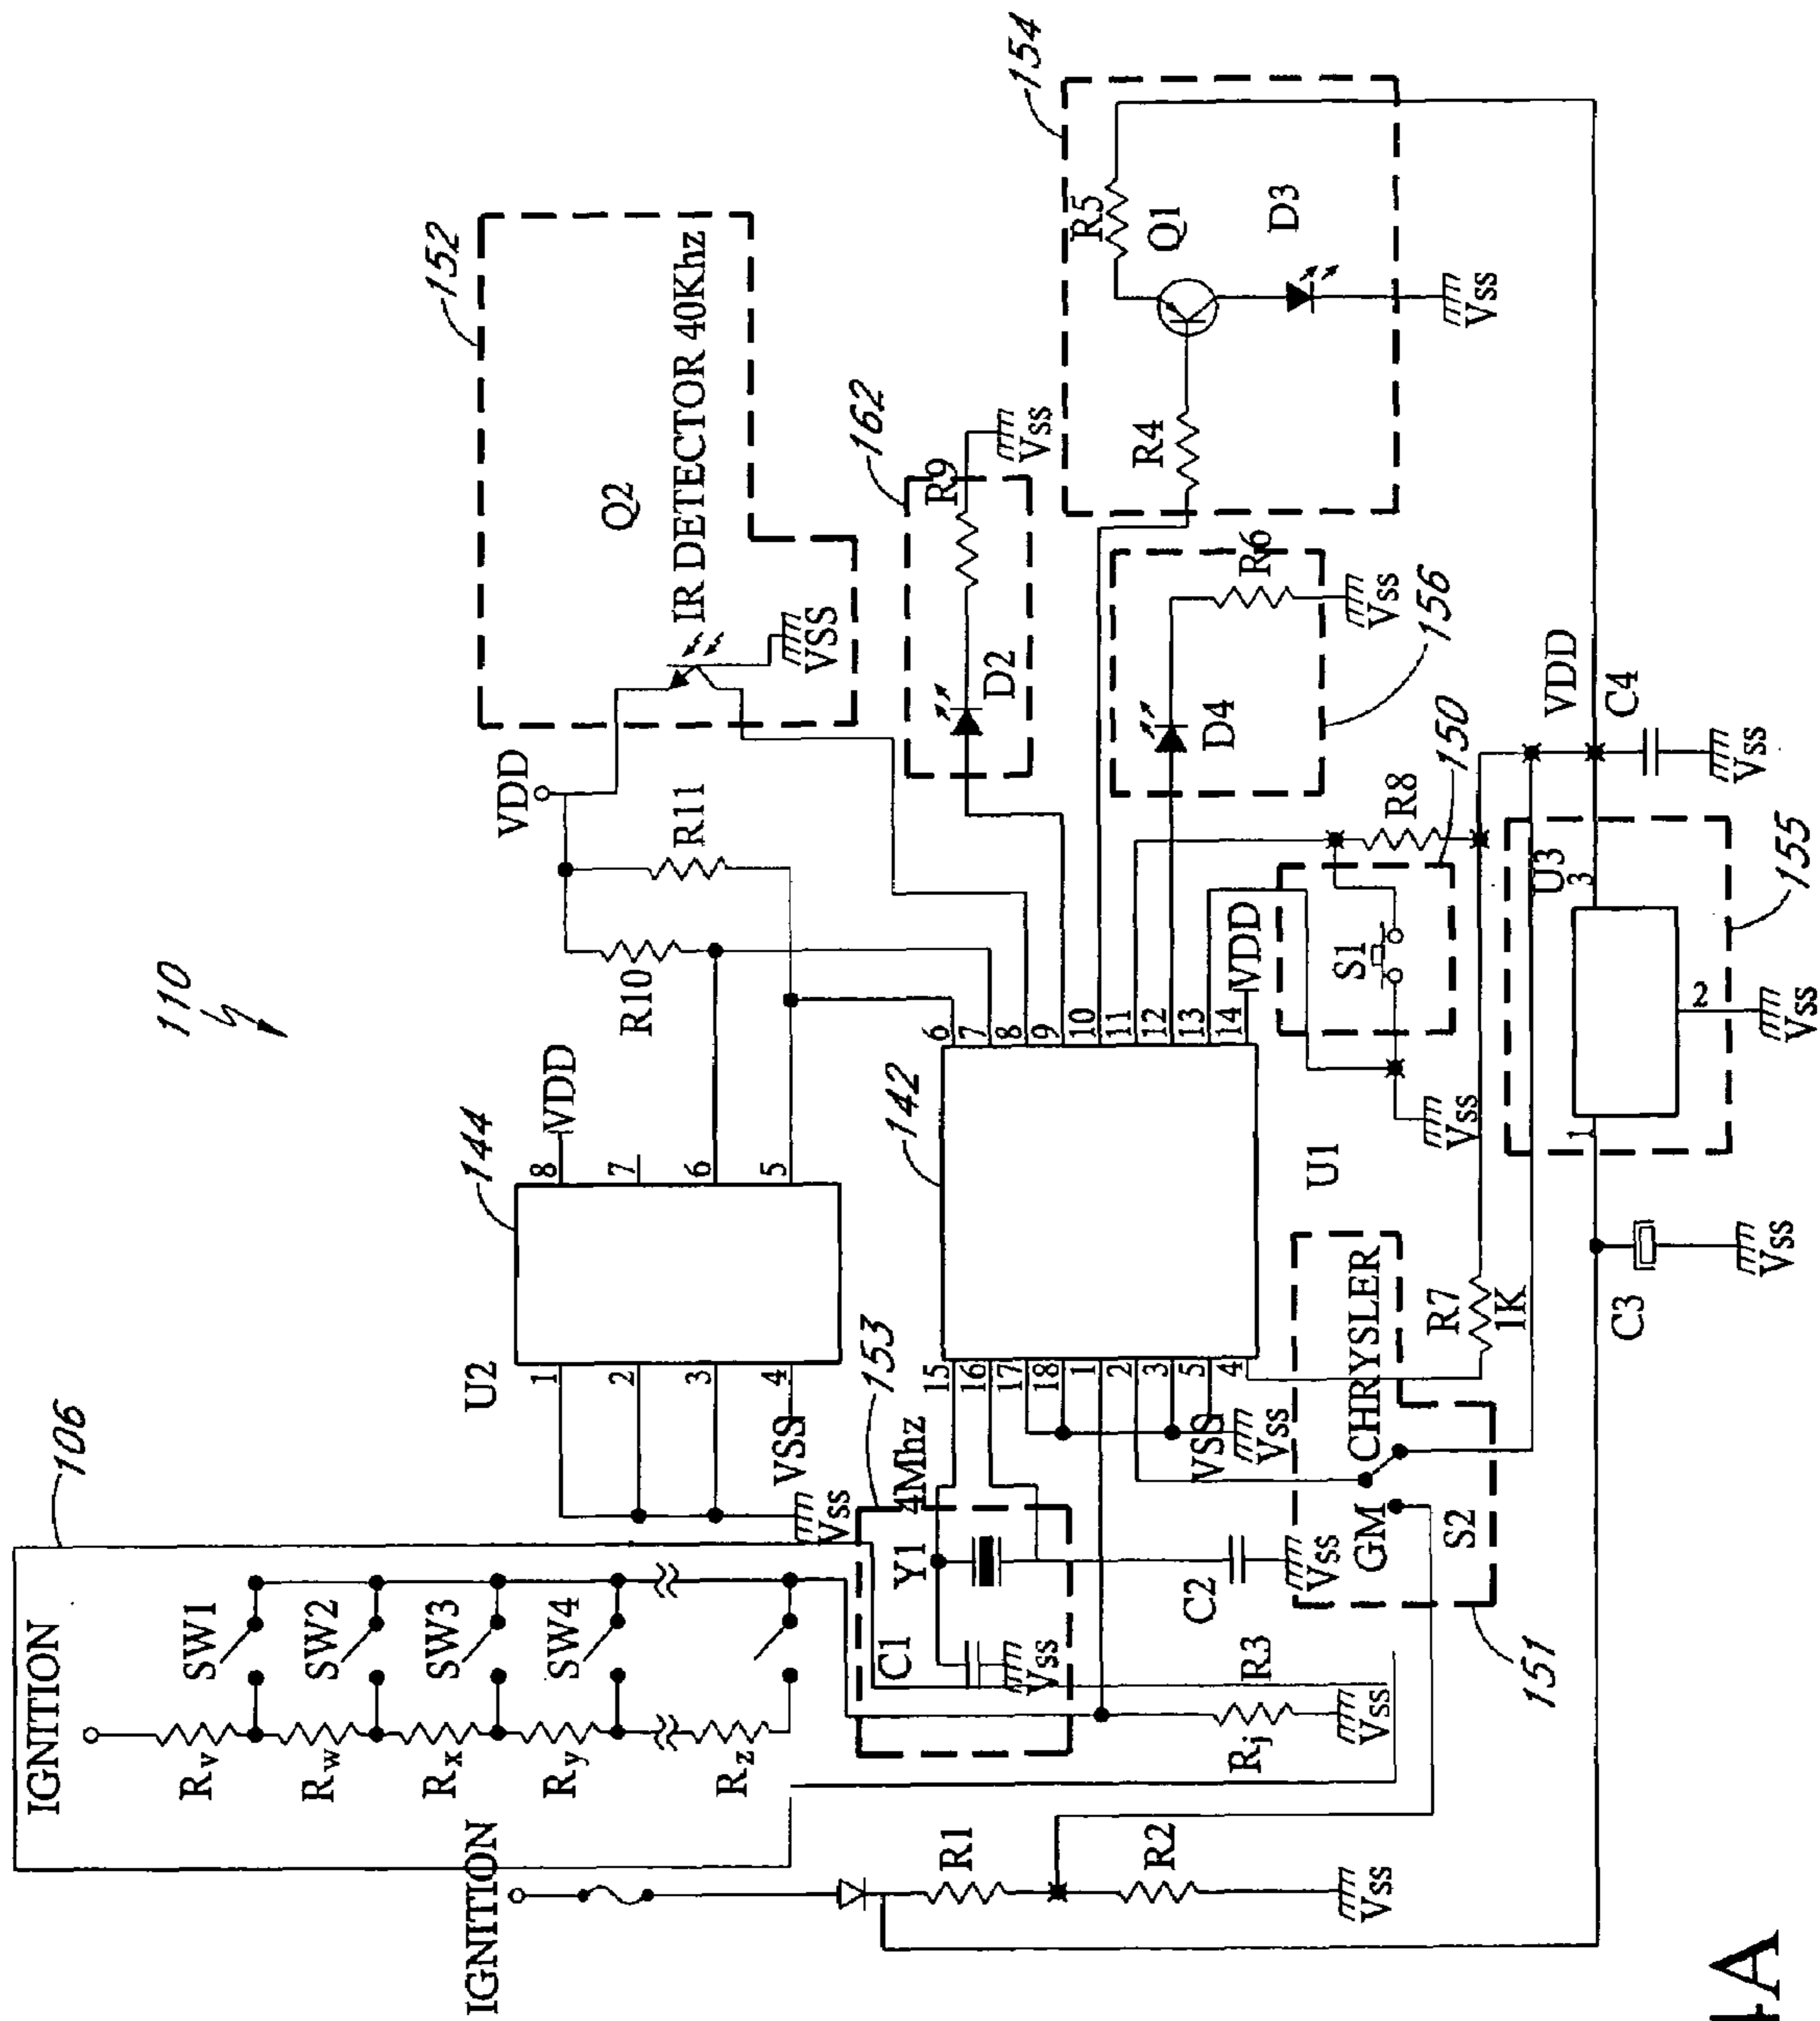 110
106
IGNITION
SW1
SW2
SW3
SW4
Rv
Rw
Rx
Ry
Rz
IGNITION
R1
R2
Vss
U2
144
1
2
3
4
8
7
6
5
VDD
VSS
Vss
VDD
R10
R11
152
Q2
IR DETECTOR 40Khz
VSS
153
Y1 4Mhz
C1
Vss
C2
Vss
Rj
R3
Vss
142
15
16
17
18
1
2
3
5
4
6
7
8
9
10
11
12
13
14
VDD
VSS
Vss
U1
162
D2
R9
Vss
154
R5
Q1
D3
R4
Vss
156
D4
R6
Vss
150
S1
R8
Vss
151
CHRYSLER
GM
S2
R7
1K
155
U3
1
2
3
Vss
C3
Vss
VDD
C4
Vss
4A